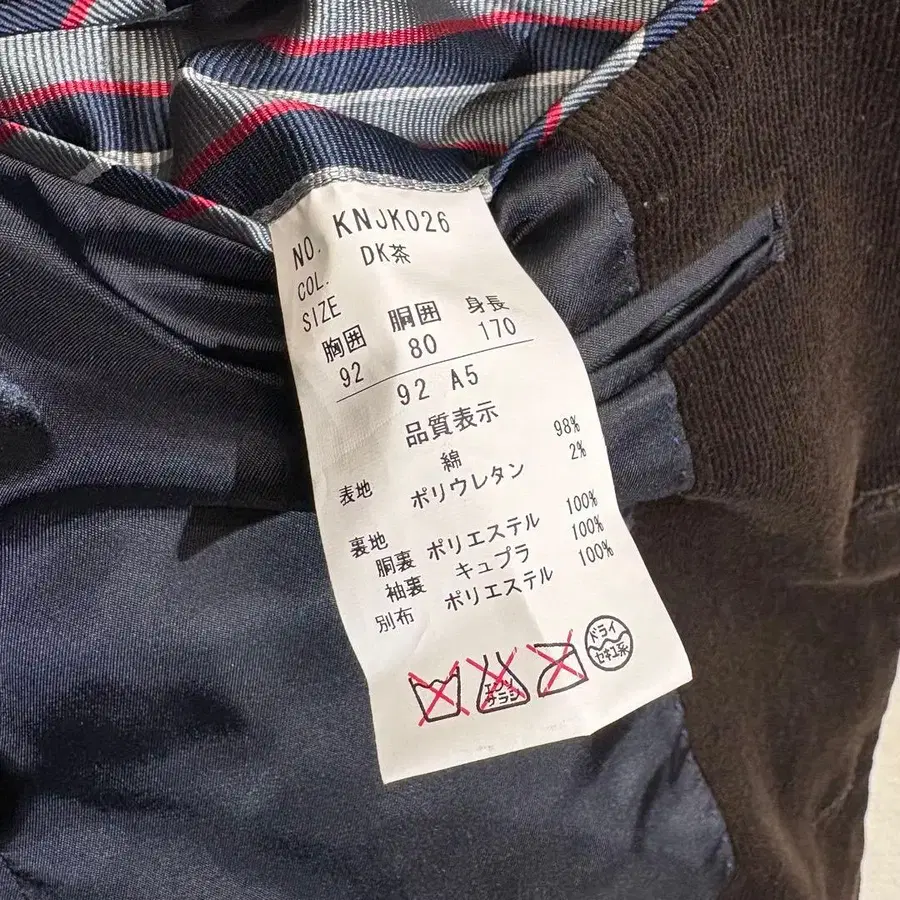 NO. KNJK026
COL. DK茶
SIZE
胸囲 胴囲 身長
92 80 170
92 A5
品質表示
表地 綿 98%
ポリウレタン 2%
裏地
胴裏 ポリエステル 100%
袖裏 キュプラ 100%
別布 ポリエステル 100%
エンソ
サラシ
ドライ
セキユ系